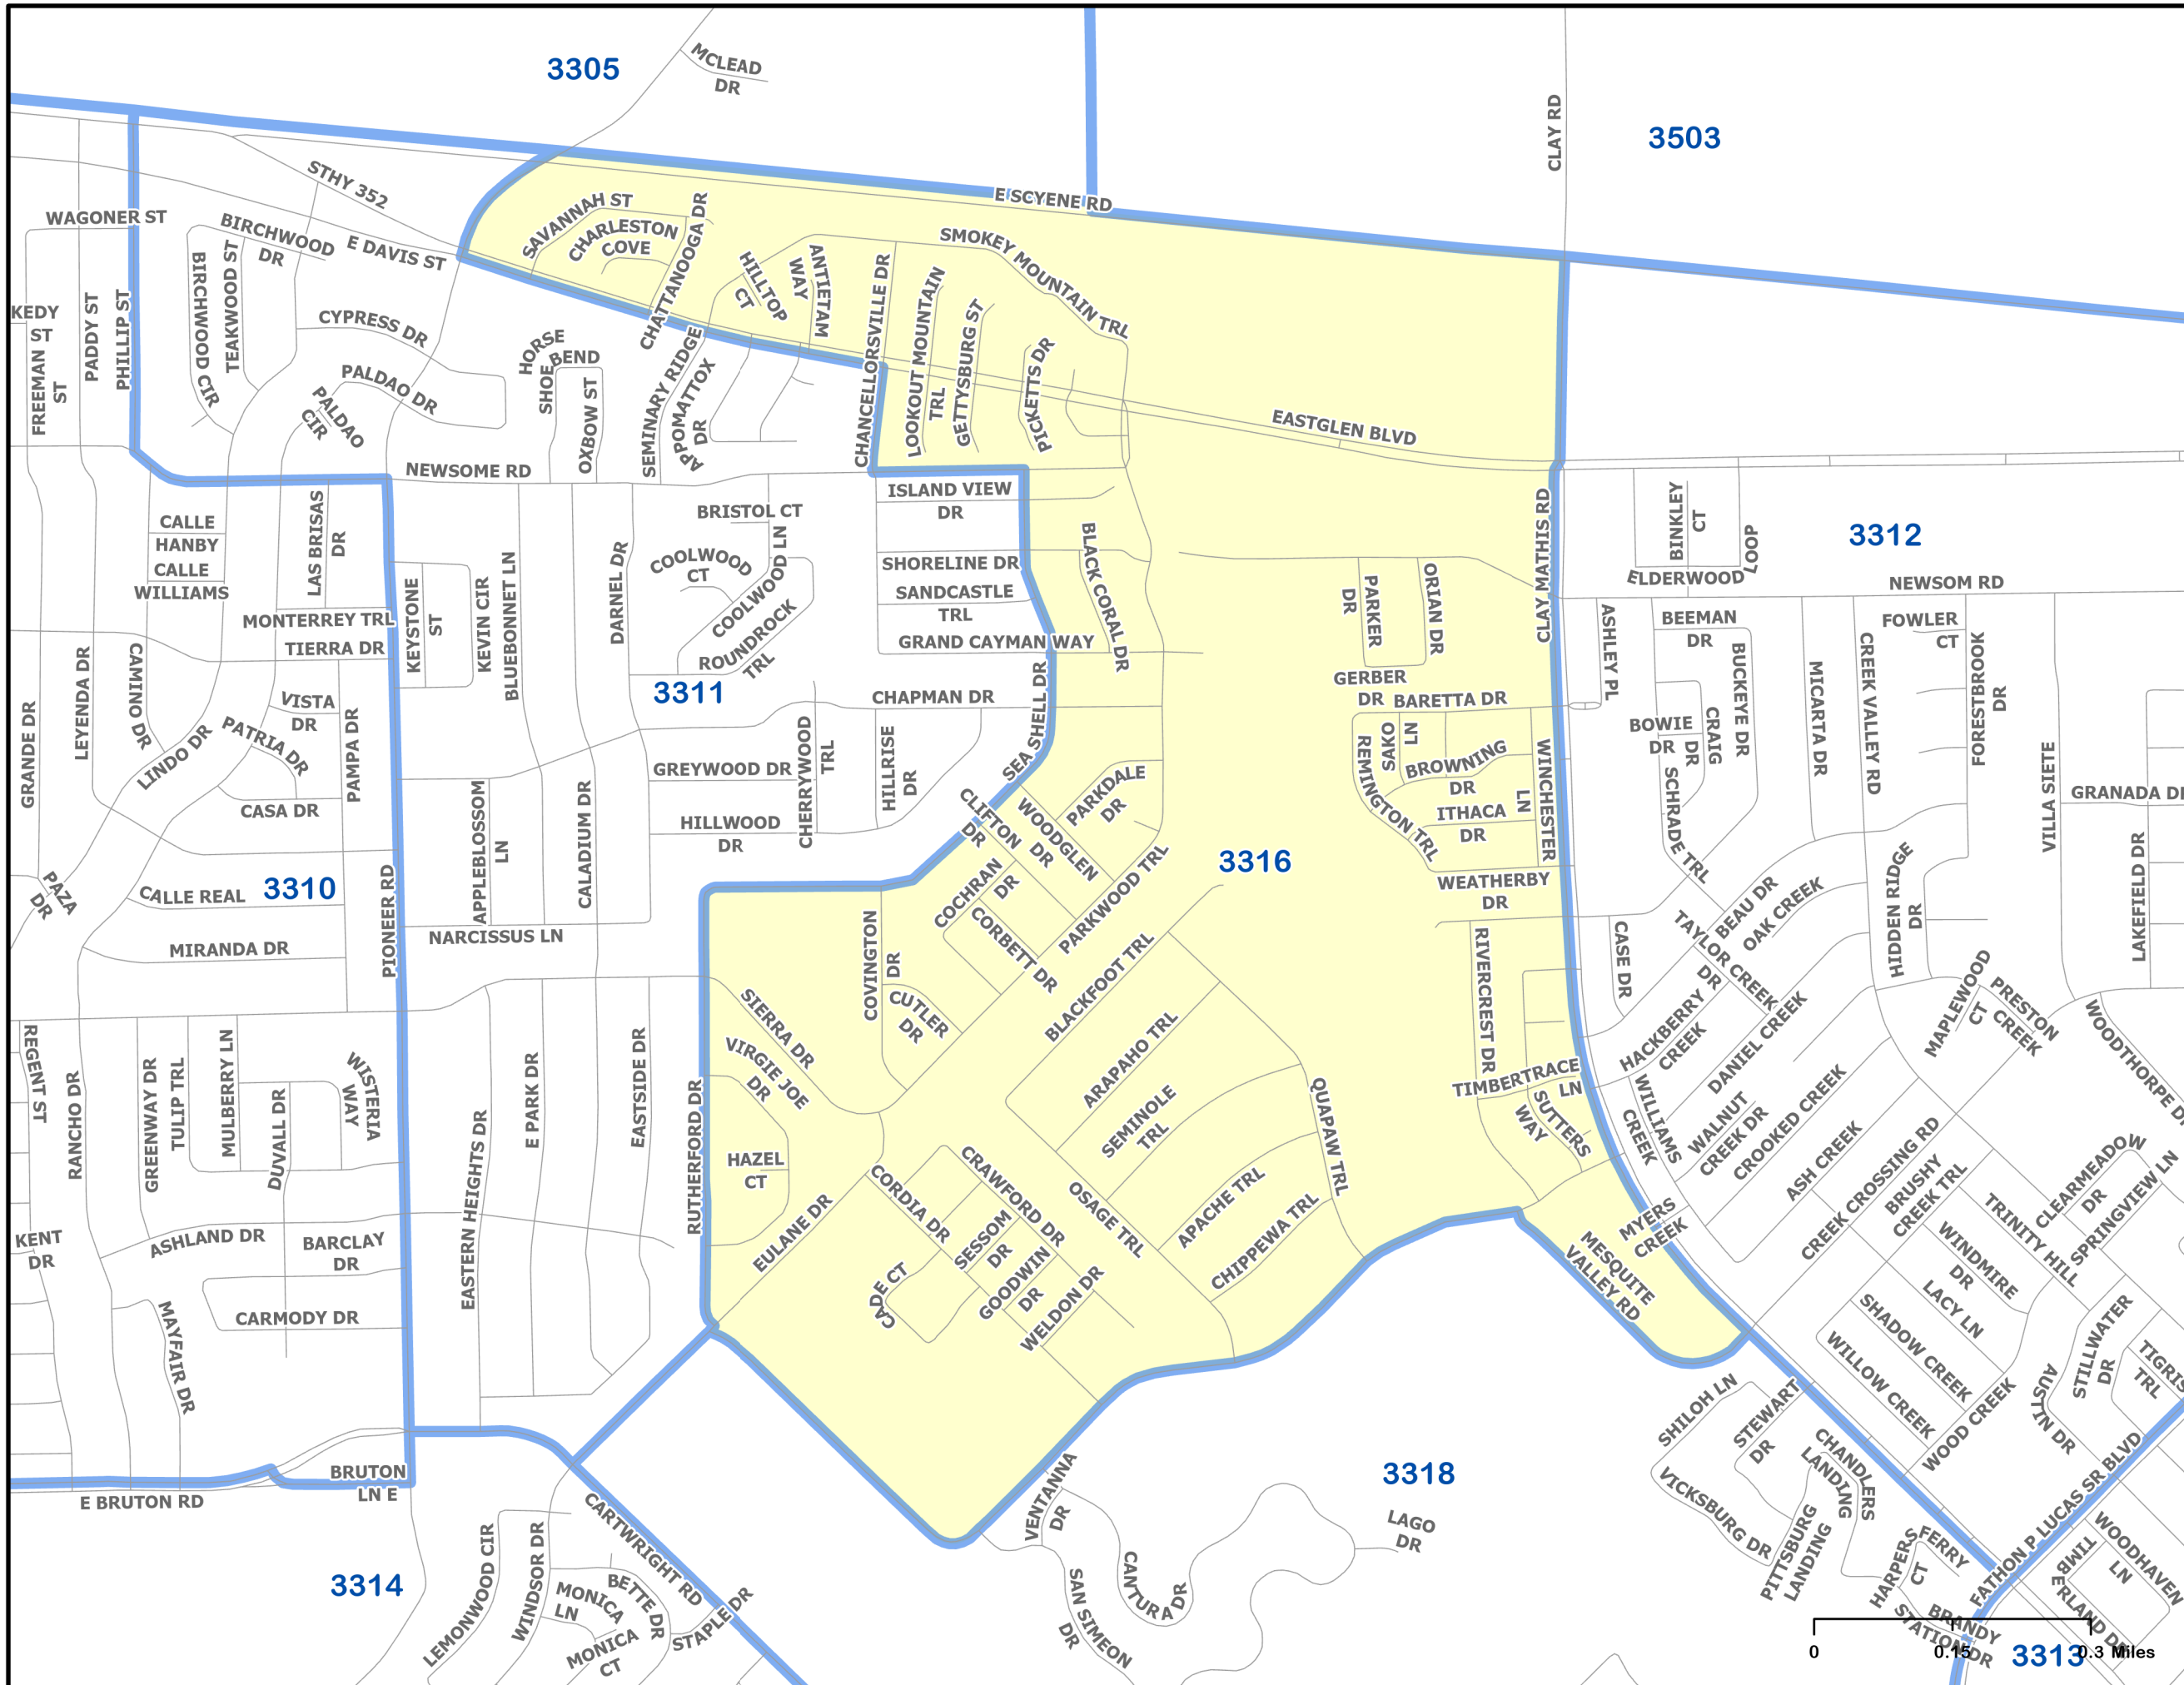 3305
MCLEAD
DR
CLAY RD
3503
STHY 352
E SCYENE RD
WAGONER ST
BIRCHWOOD
DR
E DAVIS ST
SAVANNAH ST
CHARLESTON
COVE
CHATTANOOGA DR
HILLTOP
CT
ANTIETAM
WAY
SMOKEY MOUNTAIN TRL
KEDY
ST
FREEMAN
ST
PADDY ST
PHILLIP ST
BIRCHWOOD CIR
TEAKWOOD ST
CYPRESS DR
PALDAO DR
PALDAO
CIR
HORSE
SHOE
BEND
OXBOW ST
SEMINARY RIDGE
APPOMATTOX
DR
CHANCELLORSVILLE DR
LOOKOUT MOUNTAIN
TRL
GETTYSBURG ST
PICKETTS DR
EASTGLEN BLVD
NEWSOME RD
ISLAND VIEW
DR
BRISTOL CT
CALLE
HANBY
CALLE
WILLIAMS
LAS BRISAS
DR
MONTERREY TRL
TIERRA DR
KEYSTONE
ST
KEVIN CIR
BLUEBONNET LN
DARNEL DR
COOLWOOD
CT
COOLWOOD LN
ROUNDROCK
TRL
SHORELINE DR
SANDCASTLE
TRL
GRAND CAYMAN WAY
BLACK CORAL DR
CLAY MATHIS RD
BINKLEY
CT
LOOP
ELDERWOOD
3312
NEWSOM RD
PARKER
DR
ORIAN DR
GERBER
DR
BARETTA DR
ASHLEY PL
BEEMAN
DR
BUCKEYE DR
BOWIE
DR
CRAIG
DR
SCHRADE TRL
MICARTA DR
CREEK VALLEY RD
FOWLER
CT
FORESTBROOK
DR
VILLA SIETE
GRANADA DR
LAKEFIELD DR
GRANDE DR
LEYENDA DR
CAMINO DR
LINDO DR
PATRIA DR
VISTA
DR
PAMPA DR
CASA DR
3311
CHAPMAN DR
SEA SHELL DR
GREYWOOD DR
CHERRYWOOD
TRL
HILLRISE
DR
HILLWOOD
DR
CALADIUM DR
APPLEBLOSSOM
LN
NARCISSUS LN
CLIFTON
DR
WOODGLEN
DR
PARKDALE
DR
COCHRAN
DR
CORBETT DR
PARKWOOD TRL
3316
SAKO
LN
REMINGTON TRL
BROWNING
DR
ITHACA
DR
WINCHESTER
LN
WEATHERBY
DR
PAZA
DR
CALLE REAL
3310
MIRANDA DR
PIONEER RD
COVINGTON
DR
CUTLER
DR
BLACKFOOT TRL
ARAPAHO TRL
SEMINOLE
TRL
QUAPAW TRL
RIVERCREST DR
TIMBERTRACE
LN
SUTTERS
WAY
CASE DR
BEAU DR
OAK CREEK
TAYLOR CREEK
DR
HACKBERRY
CREEK
DANIEL CREEK
WILLIAMS
CREEK
WALNUT
CREEK DR
CROOKED CREEK
HIDDEN RIDGE
DR
MAPLEWOOD
CT
PRESTON
CREEK
WOODTHORPE DR
REGENT ST
RANCHO DR
GREENWAY DR
TULIP TRL
MULBERRY LN
DUVALL DR
WISTERIA
WAY
EASTERN HEIGHTS DR
E PARK DR
EASTSIDE DR
RUTHERFORD DR
SIERRA DR
VIRGIE JOE
DR
HAZEL
CT
EULANE DR
CORDIA DR
CRAWFORD DR
SESSOM
DR
GOODWIN
DR
WELDON DR
CADE CT
OSAGE TRL
APACHE TRL
CHIPPEWA TRL
MYERS
CREEK
MESQUITE
VALLEY RD
ASH CREEK
CREEK CROSSING RD
BRUSHY
CREEK TRL
TRINITY HILL
CLEARMEADOW
DR
SPRINGVIEW LN
WINDMIRE
DR
LACY LN
SHADOW CREEK
WILLOW CREEK
WOOD CREEK
STILLWATER
DR
AUSTIN DR
TIGRIS
TRL
KENT
DR
ASHLAND DR
BARCLAY
DR
CARMODY DR
MAYFAIR DR
BRUTON
LN E
E BRUTON RD
3314
LEMONWOOD CIR
WINDSOR DR
MONICA
LN
BETTE DR
MONICA
CT
CARTWRIGHT RD
STAPLE DR
VENTANNA
DR
CANTURA DR
SAN SIMEON
DR
3318
LAGO
DR
SHILOH LN
STEWART
DR
VICKSBURG DR
PITTSBURG
LANDING
CHANDLERS
LANDING
HARPERS
FERRY
CT
BRANDY
STATION DR
FATHON P LUCAS SR BLVD
WOODHAVEN
LN
TIMBERLAND DR
3313
0
0.15
0.3 Miles